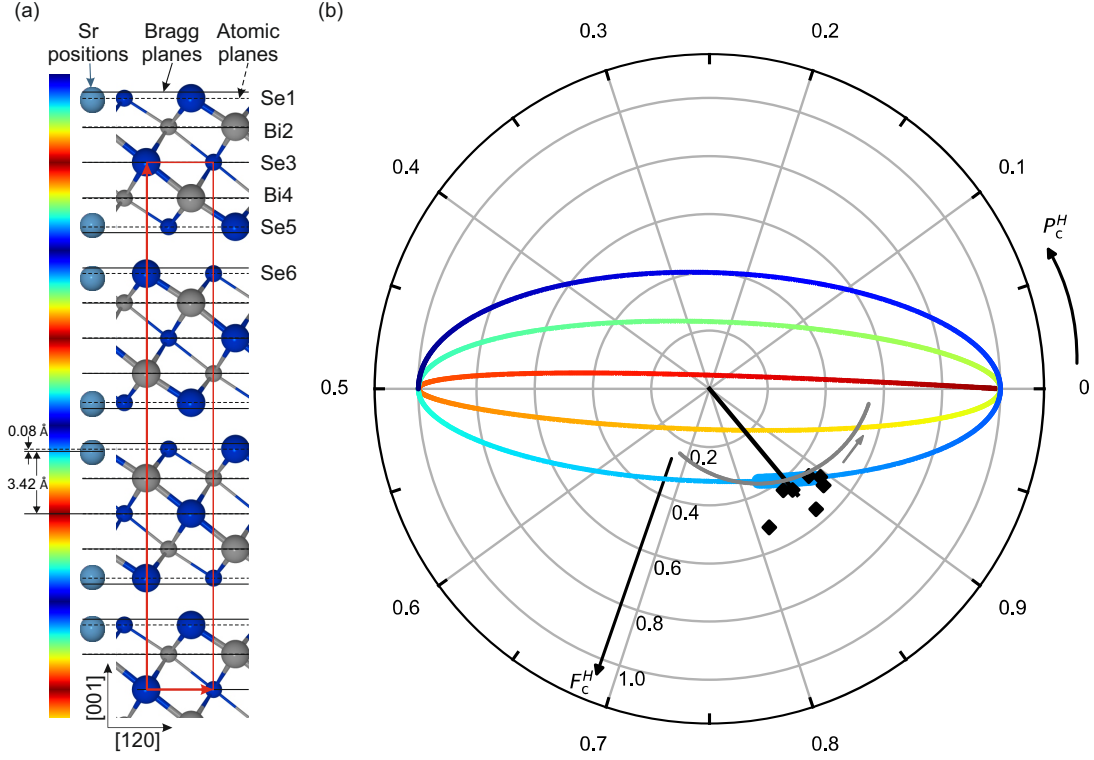 (a)
Sr positions
Bragg planes
Atomic planes
Se1
Bi2
Se3
Bi4
Se5
Se6
0.08 Å
3.42 Å
[001]
[1̄20]
(b)
0.3
0.2
0.4
0.1
P_c^H
0.5
0
0.2
0.4
0.6
0.8
1.0
F_c^H
0.6
0.9
0.7
0.8